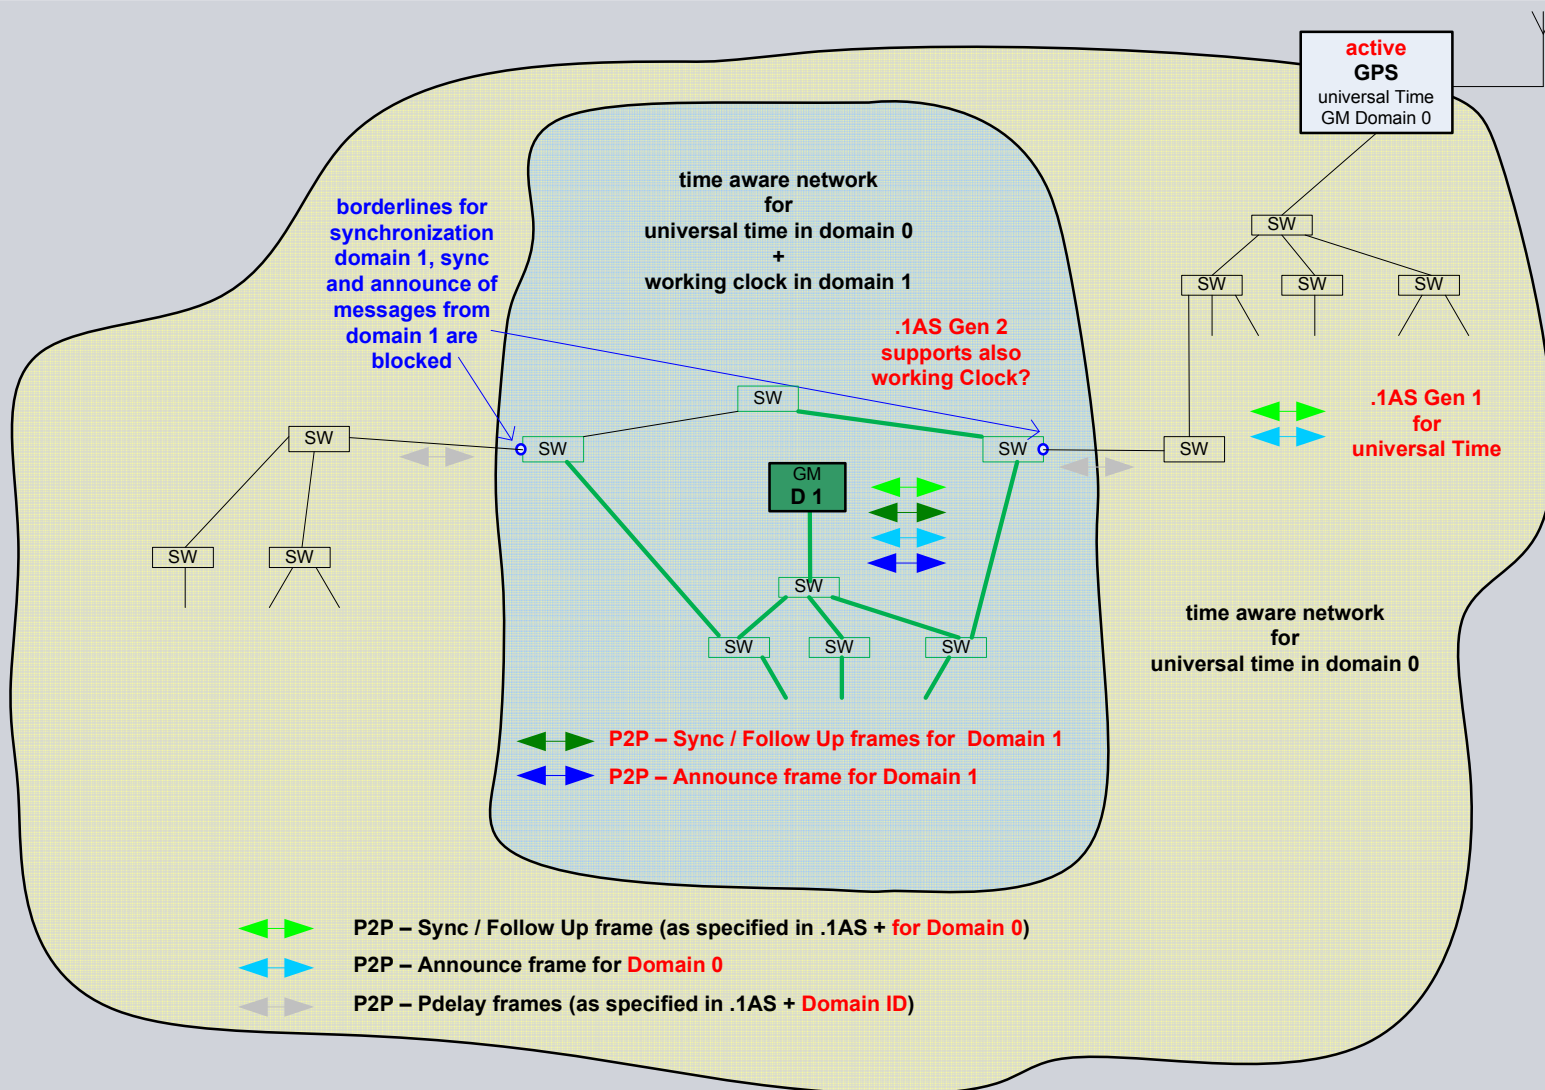 active
GPS
universal Time
GM Domain 0
time aware network
for
universal time in domain 0
+
working clock in domain 1
borderlines for
synchronization
domain 1, sync
and announce of
messages from
domain 1 are
blocked
.1AS Gen 2
supports also
working Clock?
SW
SW
SW
SW
.1AS Gen 1
for
universal Time
SW
SW
SW
SW
SW
GM
D 1
SW
SW
SW
SW
SW
SW
time aware network
for
universal time in domain 0
P2P – Sync / Follow Up frames for Domain 1
P2P – Announce frame for Domain 1
P2P – Sync / Follow Up frame (as specified in .1AS + for Domain 0)
P2P – Announce frame for Domain 0
P2P – Pdelay frames (as specified in .1AS + Domain ID)